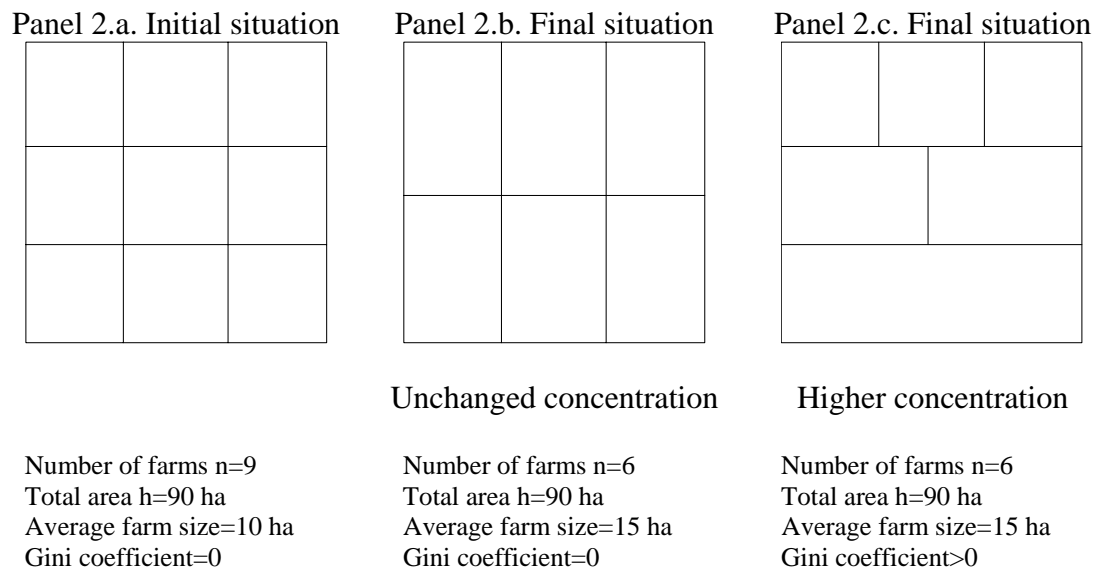 Panel 2.a. Initial situation
Panel 2.b. Final situation
Panel 2.c. Final situation
Unchanged concentration
Higher concentration
Number of farms n=9
Total area h=90 ha
Average farm size=10 ha
Gini coefficient=0
Number of farms n=6
Total area h=90 ha
Average farm size=15 ha
Gini coefficient=0
Number of farms n=6
Total area h=90 ha
Average farm size=15 ha
Gini coefficient>0